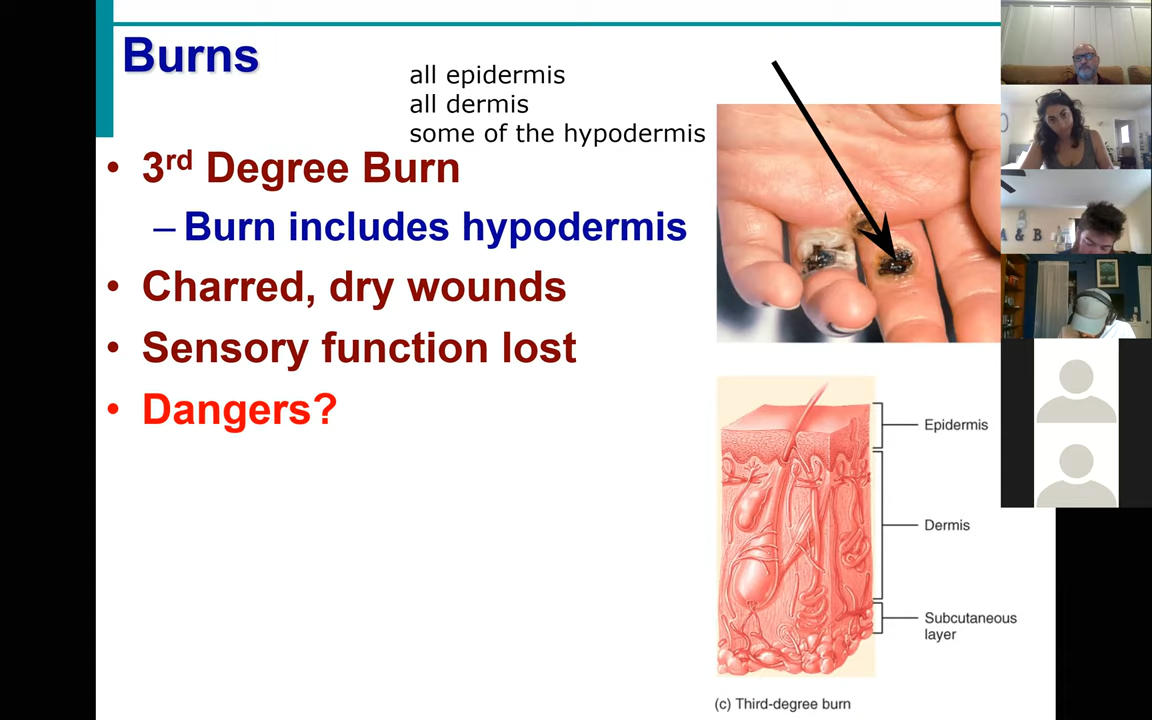 Burns
all epidermis
all dermis
some of the hypodermis
• 3rd Degree Burn
– Burn includes hypodermis
• Charred, dry wounds
• Sensory function lost
• Dangers?
A & B
Epidermis
Dermis
Subcutaneous
layer
(c) Third-degree burn